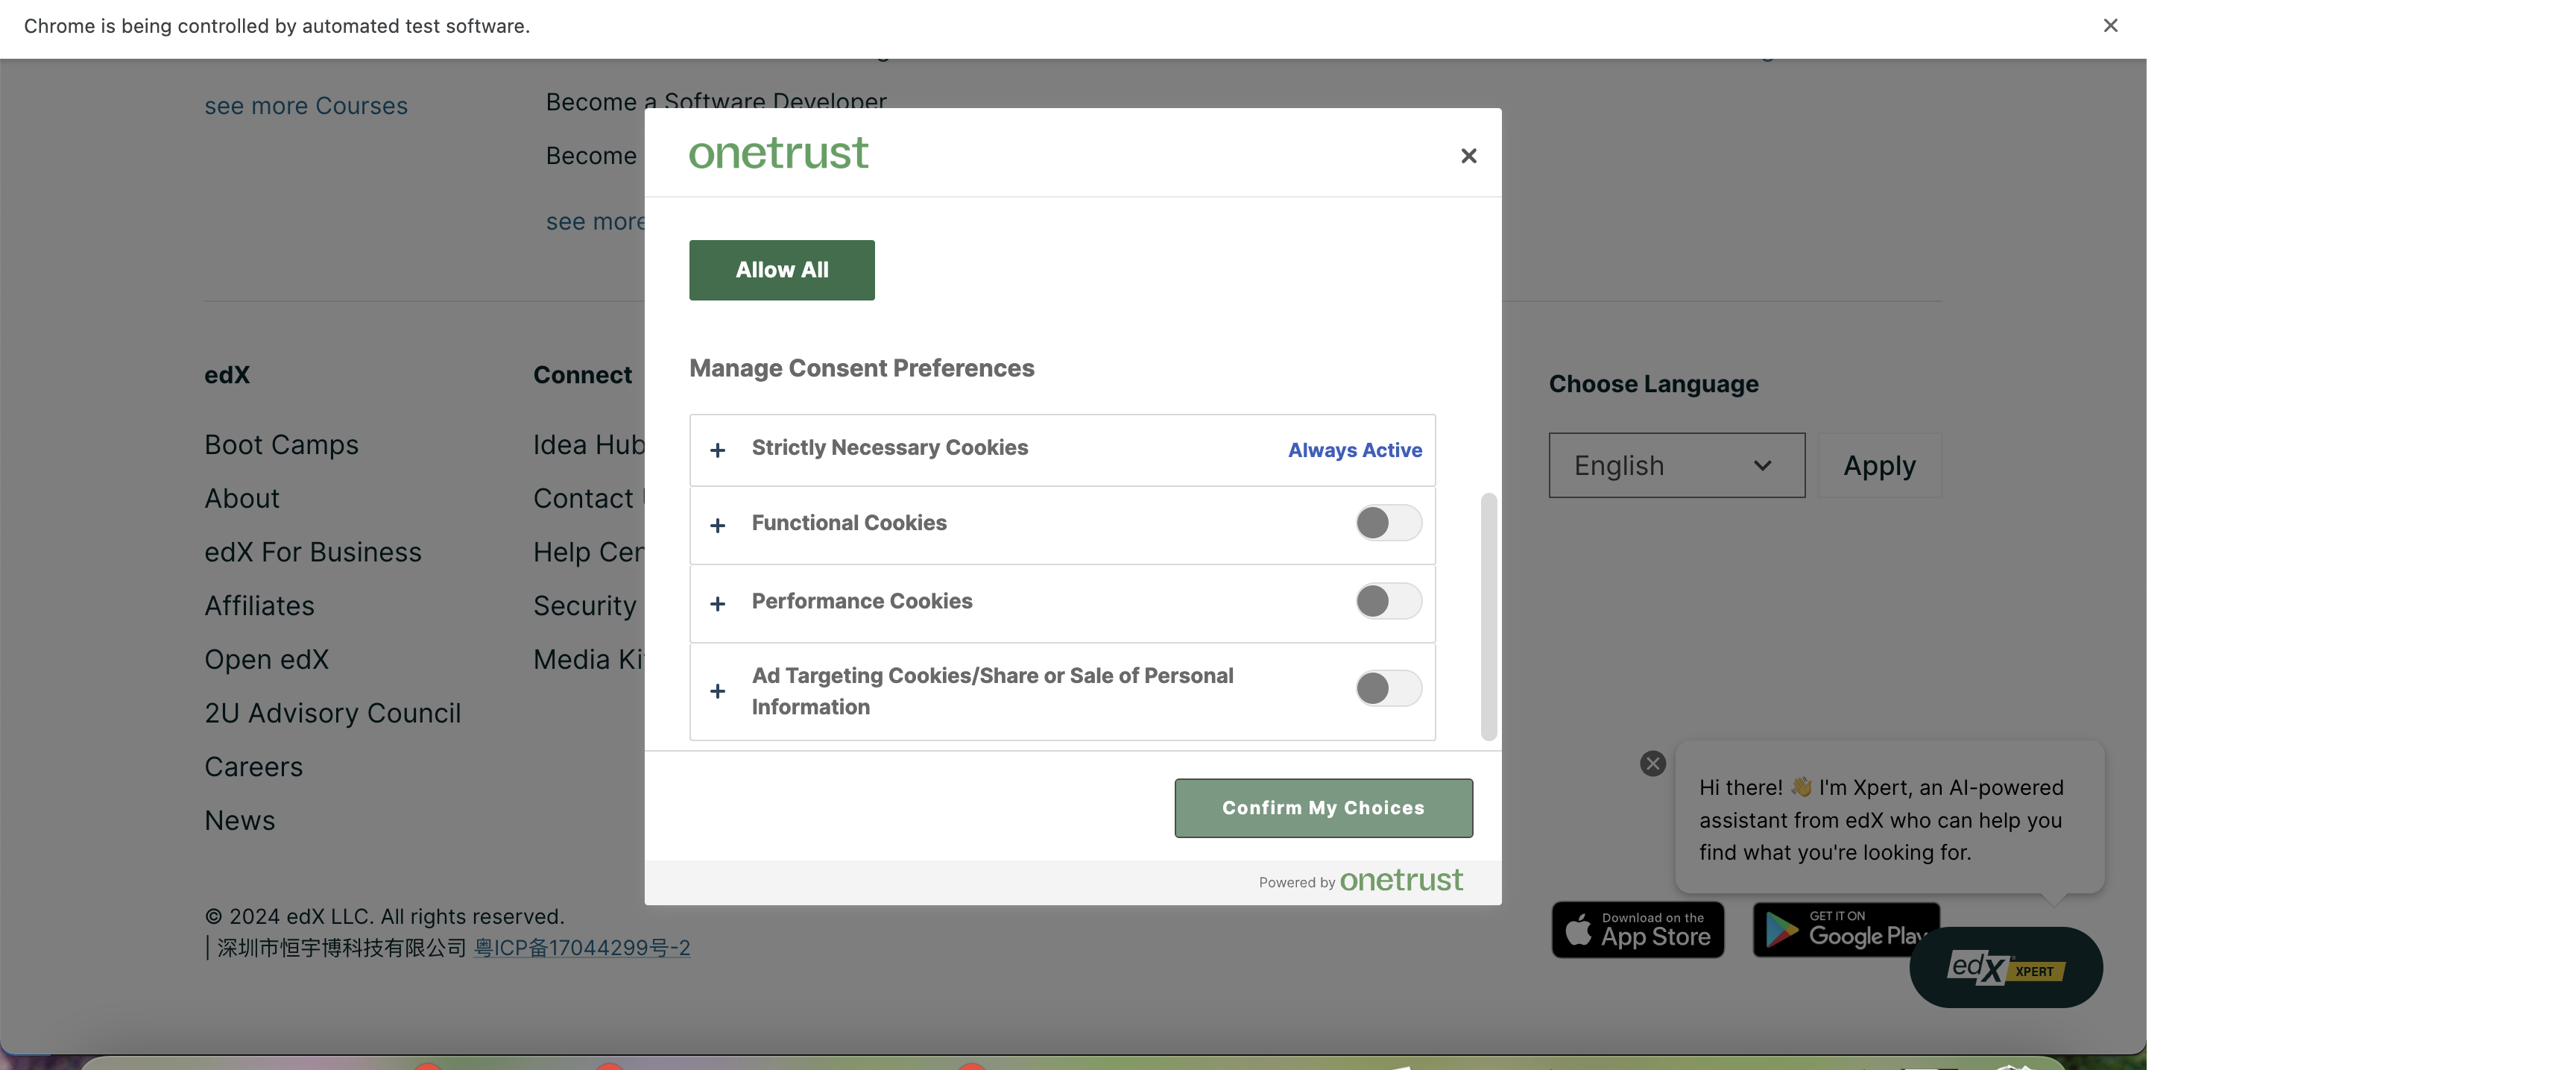 Chrome is being controlled by automated test software.
see more Courses
Become a Software Developer
Become
see more
onetrust
Allow All
Manage Consent Preferences
Strictly Necessary Cookies
Always Active
Functional Cookies
Performance Cookies
Ad Targeting Cookies/Share or Sale of Personal
Information
Confirm My Choices
Powered by onetrust
edX
Boot Camps
About
edX For Business
Affiliates
Open edX
2U Advisory Council
Careers
News
Connect
Idea Hub
Contact
Help Cen
Security
Media Ki
Choose Language
English
Apply
Hi there! 👋 I'm Xpert, an AI-powered
assistant from edX who can help you
find what you're looking for.
© 2024 edX LLC. All rights reserved.
| 深圳市恒宇博科技有限公司 粤ICP备17044299号-2
Download on the
App Store
GET IT ON
Google Play
edX XPERT